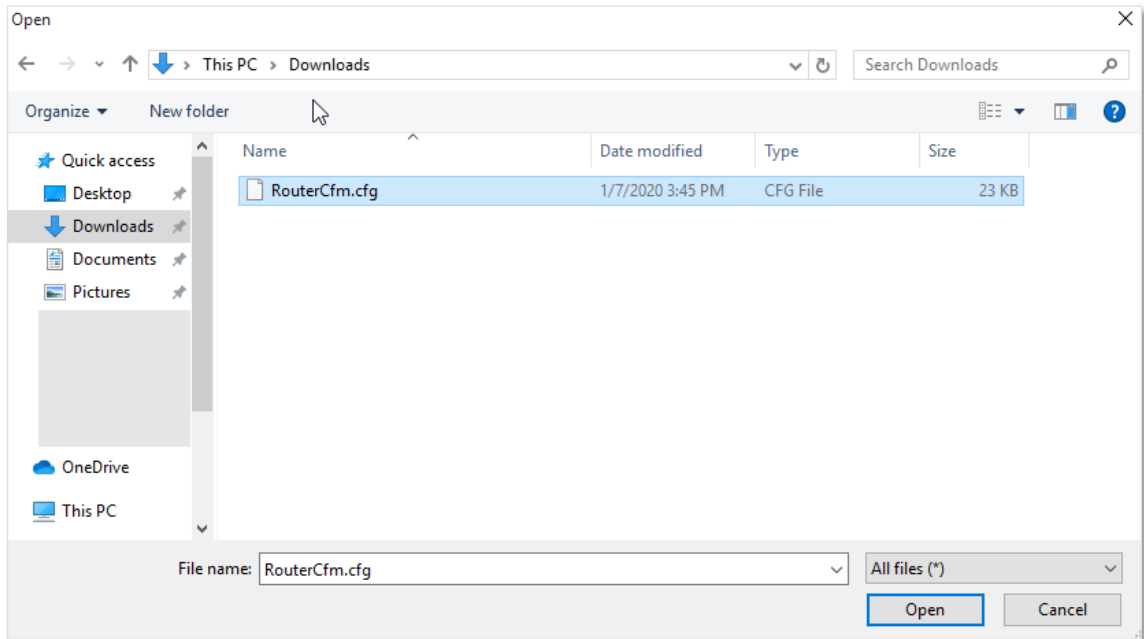 Open
This PC > Downloads
Search Downloads
Organize
New folder
?
Quick access
Desktop
Downloads
Documents
Pictures
OneDrive
This PC
Name
Date modified
Type
Size
RouterCfm.cfg
1/7/2020 3:45 PM
CFG File
23 KB
File name:
RouterCfm.cfg
All files (*)
Open
Cancel